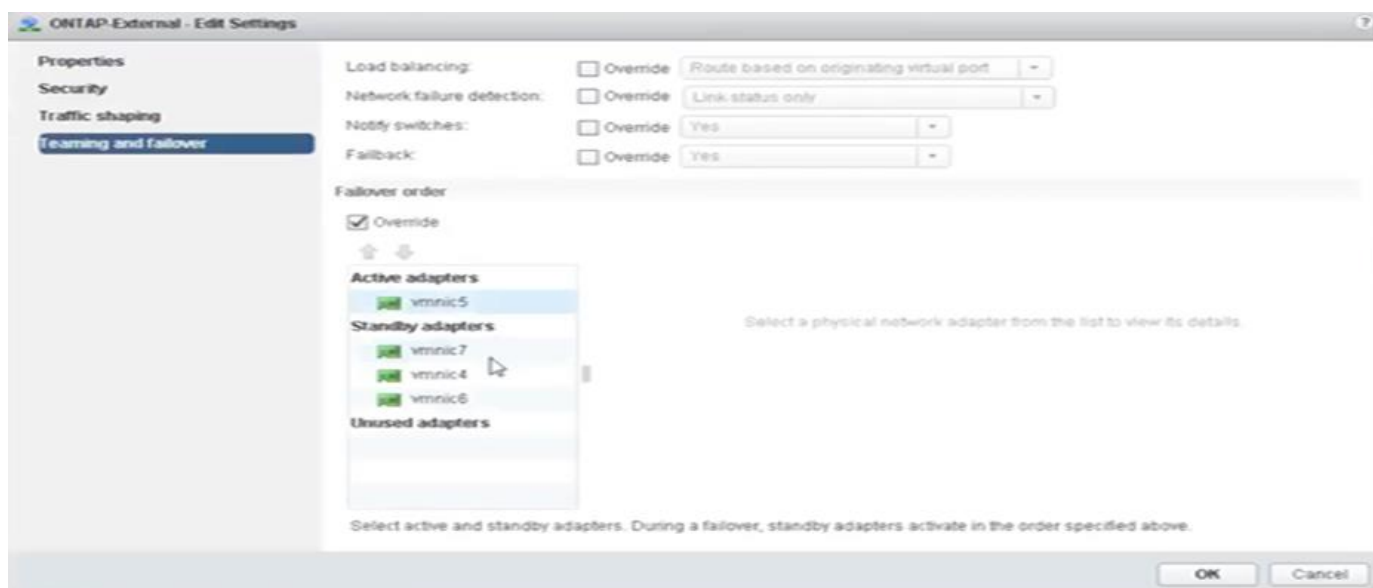 ONTAP-External - Edit Settings
?
Properties
Security
Traffic shaping
Teaming and failover
Load balancing: Override Route based on originating virtual port
Network failure detection: Override Link status only
Notify switches: Override Yes
Failback: Override Yes
Failover order
Override
Active adapters
vmnic5
Standby adapters
vmnic7
vmnic4
vmnic6
Unused adapters
Select a physical network adapter from the list to view its details.
Select active and standby adapters. During a failover, standby adapters activate in the order specified above.
OK Cancel